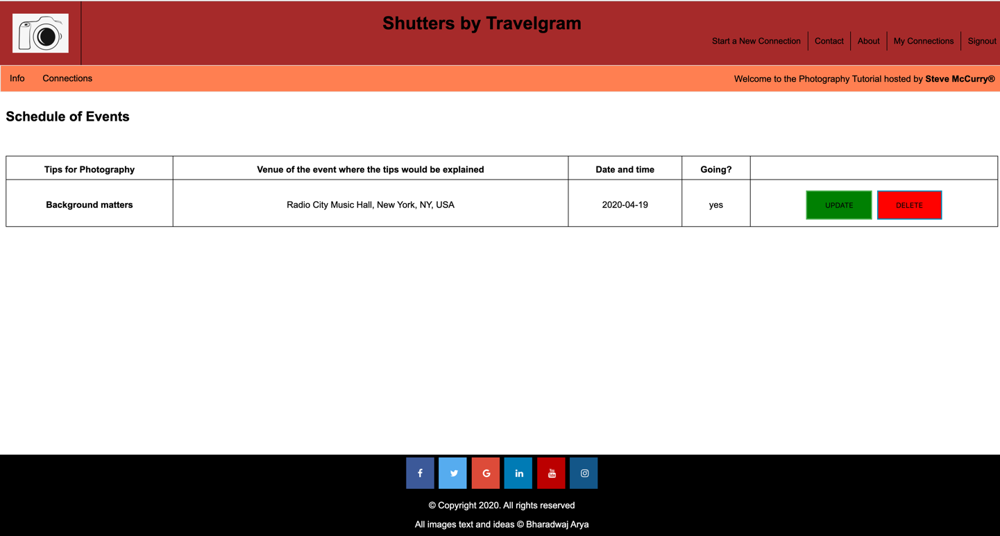 Shutters by Travelgram
Start a New Connection Contact About My Connections Signout
Info Connections Welcome to the Photography Tutorial hosted by Steve McCurry®
Schedule of Events
Tips for Photography Venue of the event where the tips would be explained Date and time Going?
Background matters Radio City Music Hall, New York, NY, USA 2020-04-19 yes UPDATE DELETE
© Copyright 2020. All rights reserved
All images text and ideas © Bharadwaj Arya